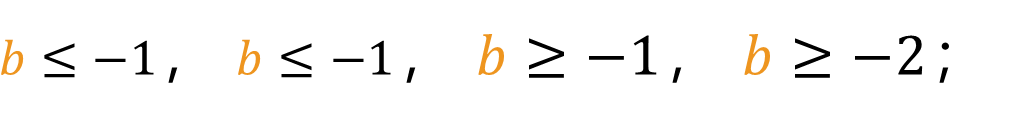 b ≤ −1, b ≤ −1, b ≥ −1, b ≥ −2;